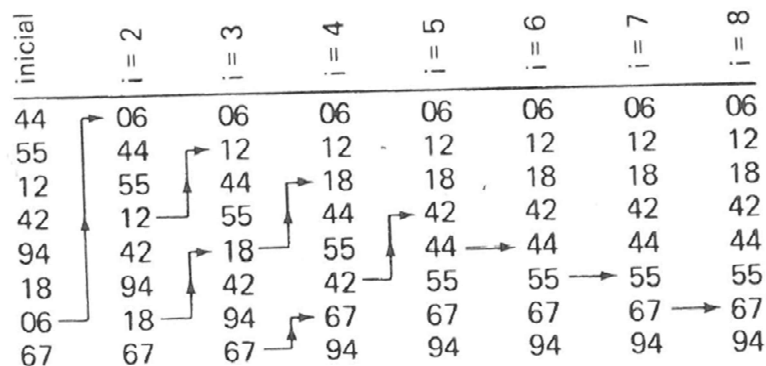 inicial i = 2 i = 3 i = 4 i = 5 i = 6 i = 7 i = 8
44 06 06 06 06 06 06 06
55 44 12 12 12 12 12 12
12 55 44 18 18 18 18 18
42 12 55 44 42 42 42 42
94 42 18 55 44 44 44 44
18 94 42 42 55 55 55 55
06 18 94 67 67 67 67 67
67 67 67 94 94 94 94 94